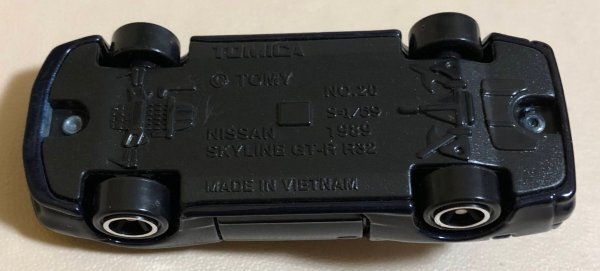 TOMICA
© TOMY
NO.20
S=1/59
NISSAN 1989
SKYLINE GT-R R32
MADE IN VIETNAM